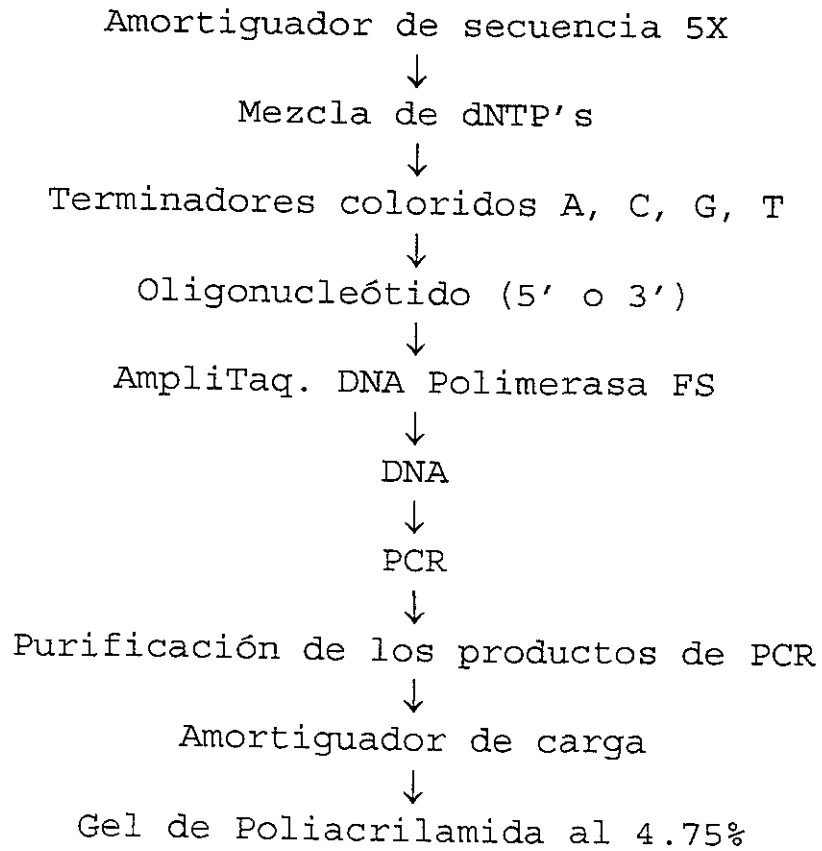 Amortiguador de secuencia 5X
↓
Mezcla de dNTP's
↓
Terminadores coloridos A, C, G, T
↓
Oligonucleótido (5' o 3')
↓
AmpliTaq. DNA Polimerasa FS
↓
DNA
↓
PCR
↓
Purificación de los productos de PCR
↓
Amortiguador de carga
↓
Gel de Poliacrilamida al 4.75%